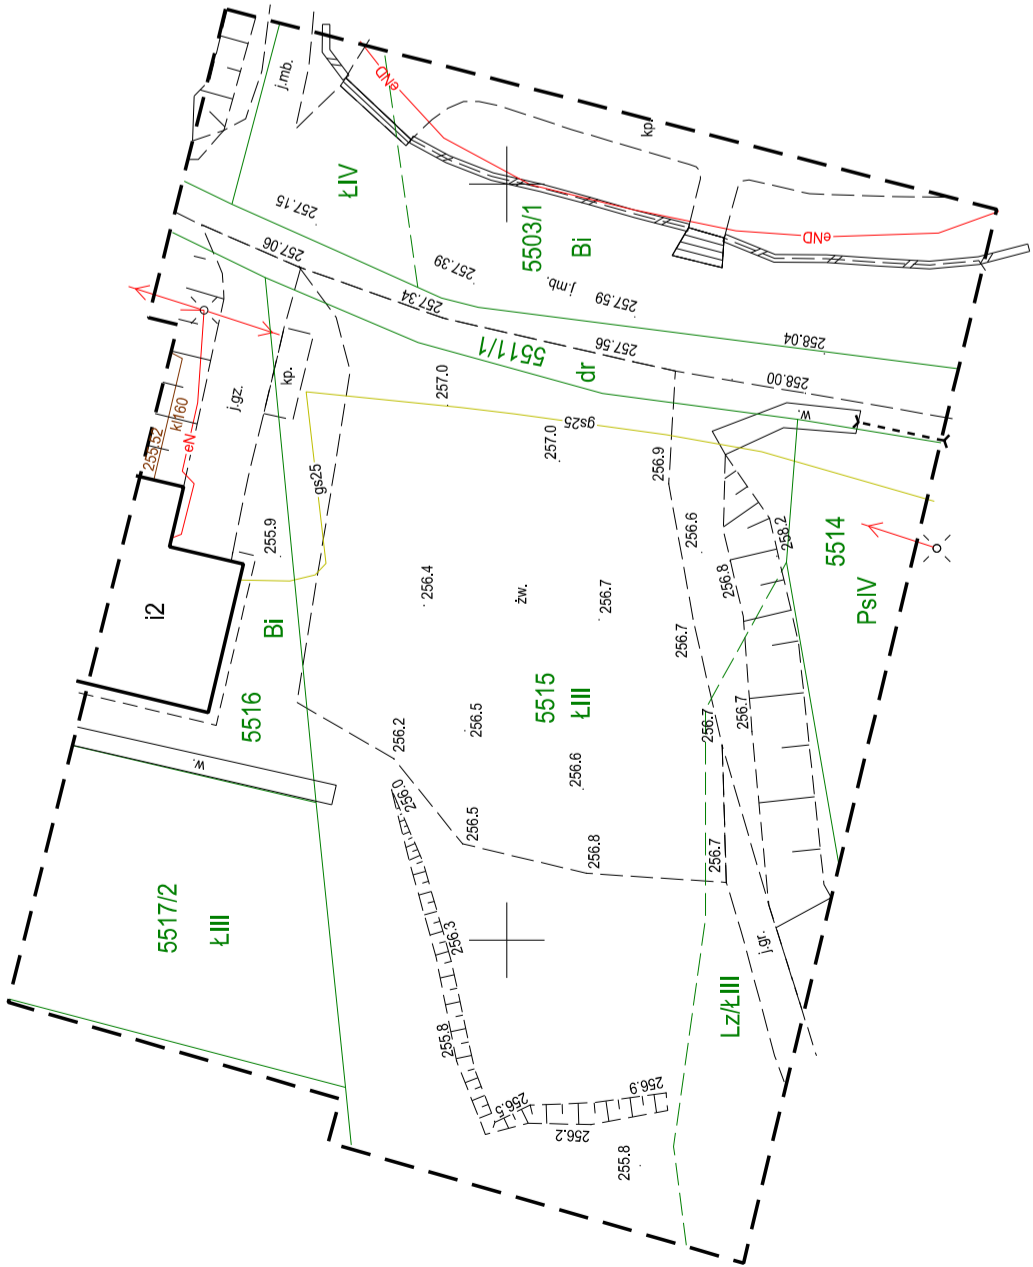 j.mb.
eND
kp.
ŁIV
257.15
257.06
5503/1
Bi
257.39
j.mb.
257.59
eND
257.34
5511/1
dr
257.56
258.04
258.00
kl160
255.52
eN
j.gz.
kp.
257.0
gs25
w.
257.0
gs25
256.9
255.9
256.6
258.2
5514
PsIV
256.4
żw.
256.7
256.8
i2
Bi
256.7
5516
5515
ŁIII
256.5
256.2
256.7
256.7
w.
256.0
256.6
256.5
256.8
256.7
5517/2
ŁIII
256.3
j.gr.
255.8
Lz/ŁIII
256.5
256.9
256.2
255.8